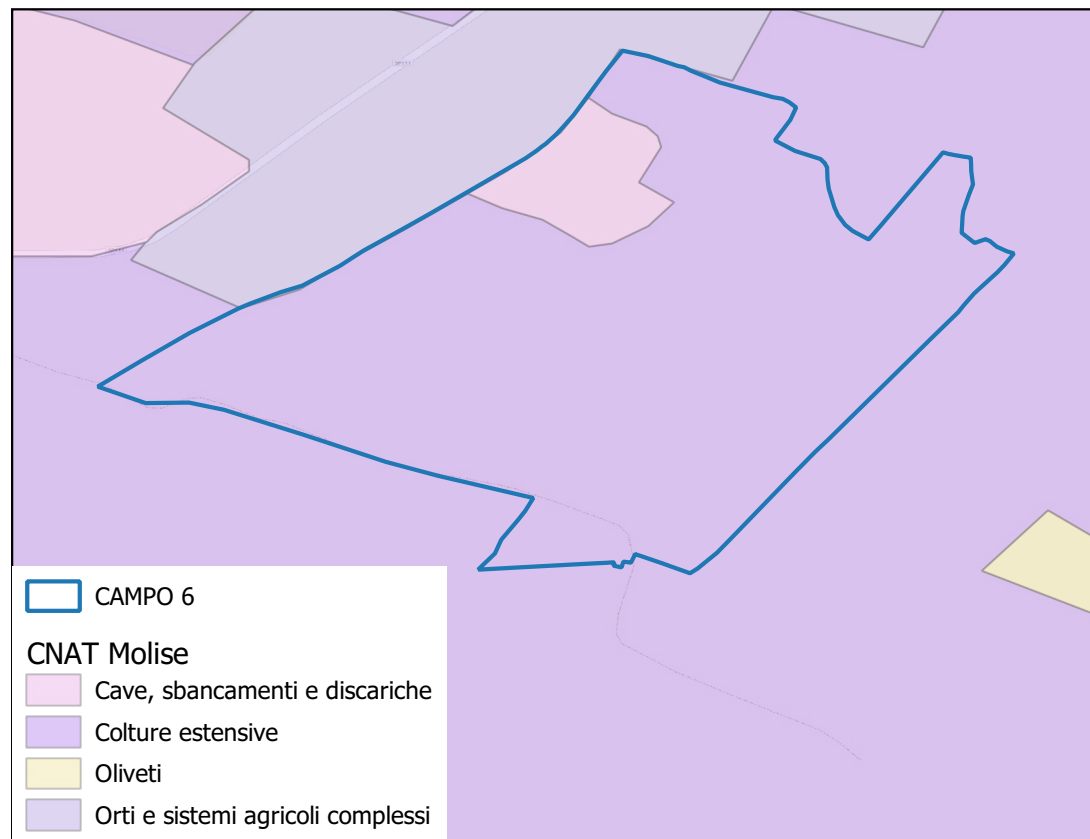 CAMPO 6
CNAT Molise
Cave, sbancamenti e discariche
Colture estensive
Oliveti
Orti e sistemi agricoli complessi